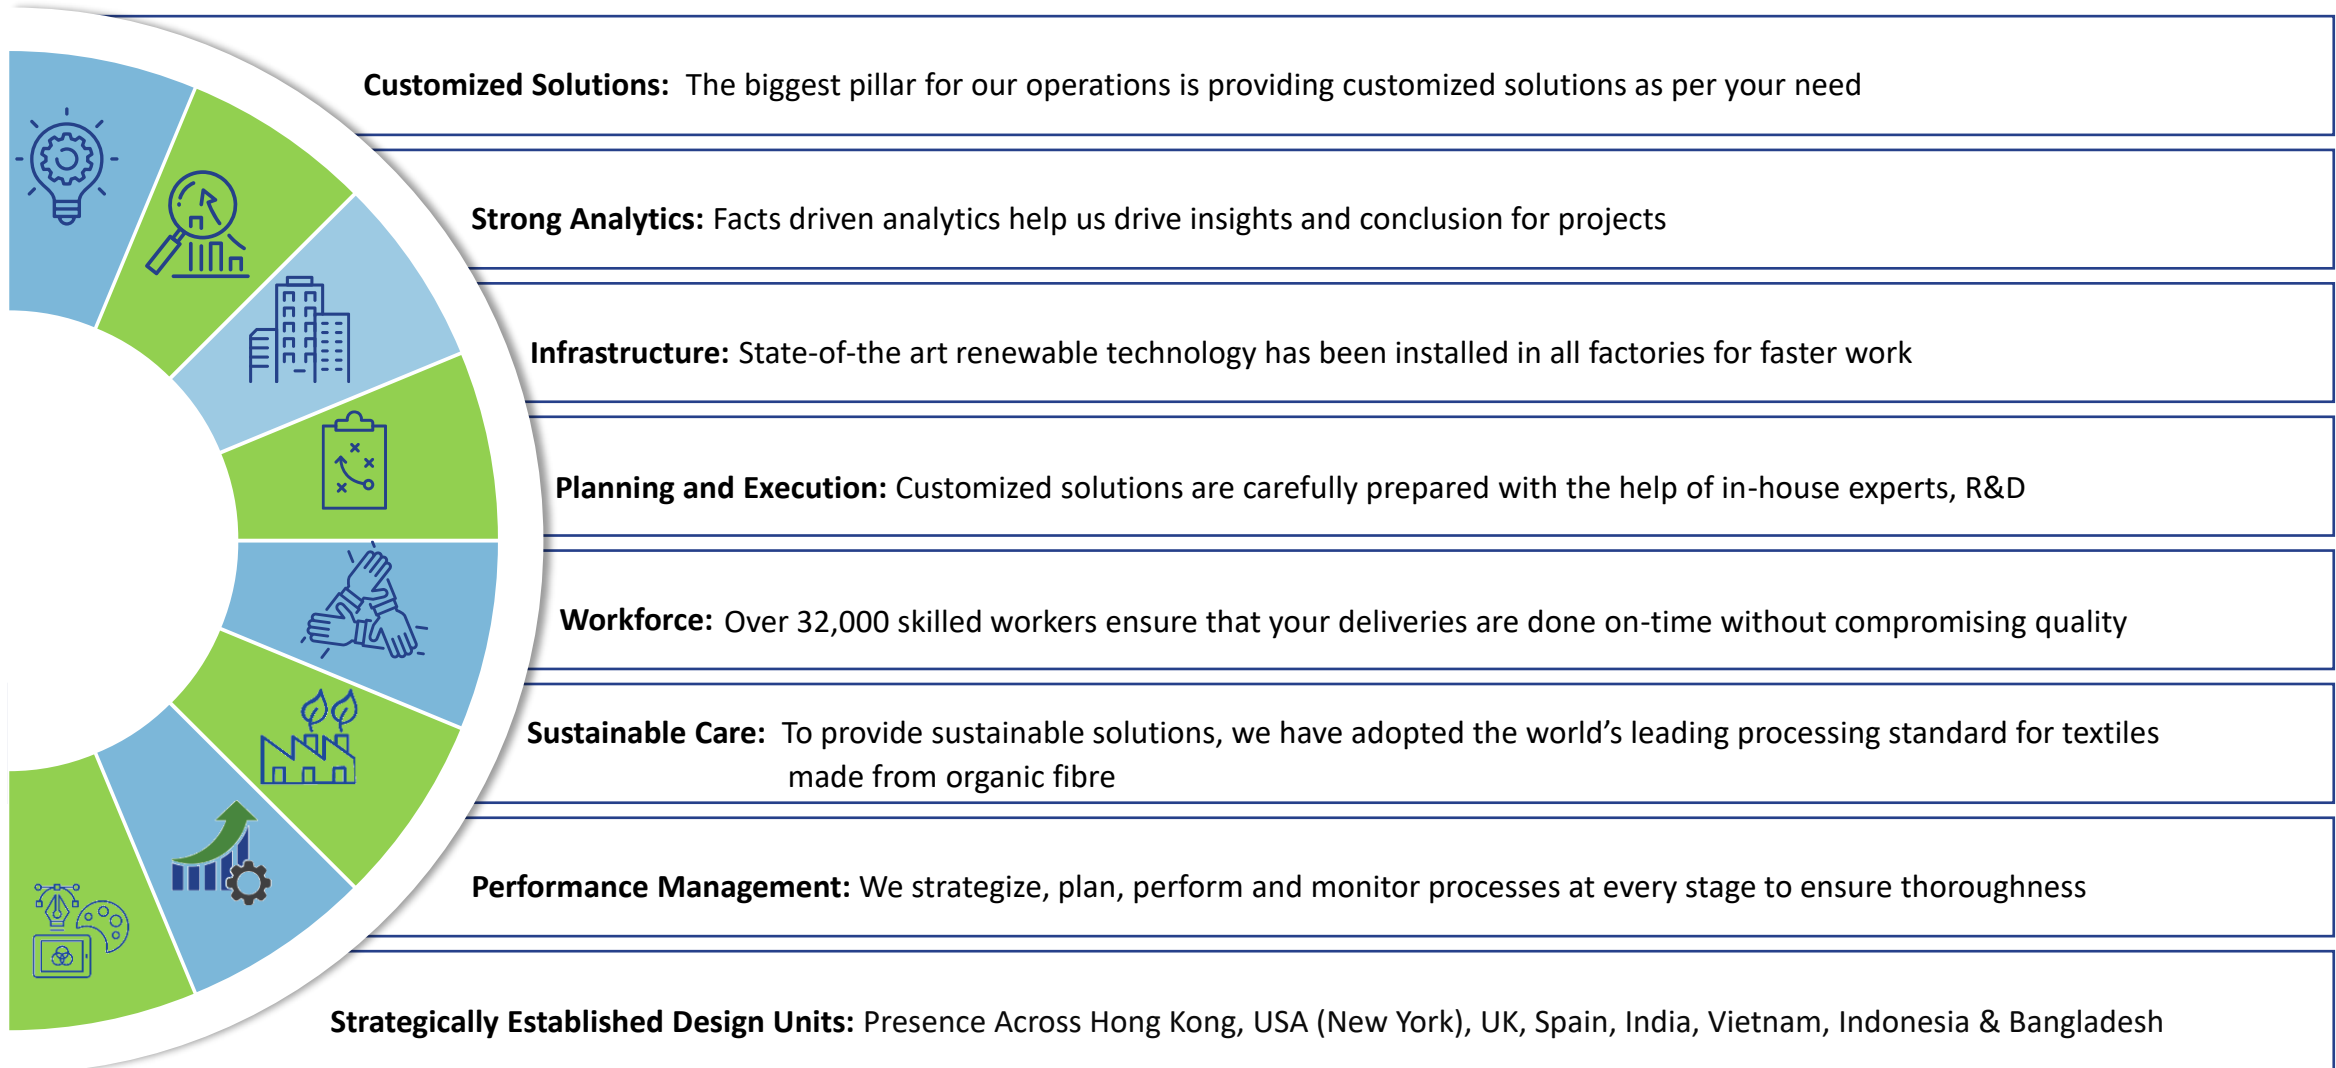 Customized Solutions: The biggest pillar for our operations is providing customized solutions as per your need
Strong Analytics: Facts driven analytics help us drive insights and conclusion for projects
Infrastructure: State-of-the art renewable technology has been installed in all factories for faster work
Planning and Execution: Customized solutions are carefully prepared with the help of in-house experts, R&D
Workforce: Over 32,000 skilled workers ensure that your deliveries are done on-time without compromising quality
Sustainable Care: To provide sustainable solutions, we have adopted the world’s leading processing standard for textiles
made from organic fibre
Performance Management: We strategize, plan, perform and monitor processes at every stage to ensure thoroughness
Strategically Established Design Units: Presence Across Hong Kong, USA (New York), UK, Spain, India, Vietnam, Indonesia & Bangladesh